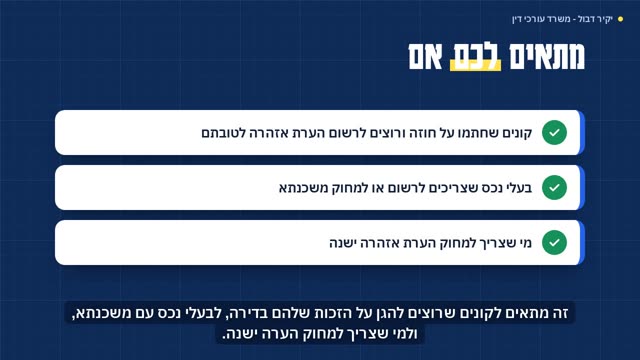 יקיר דבול - משרד עורכי דין
מתאים לכם אם
קונים שחתמו על חוזה ורוצים לרשום הערת אזהרה לטובתם
בעלי נכס שצריכים לרשום או למחוק משכנתא
מי שצריך למחוק הערת אזהרה ישנה
זה מתאים לקונים שרוצים להגן על הזכות שלהם בדירה, לבעלי נכס עם משכנתא,
ולמי שצריך למחוק הערה ישנה.